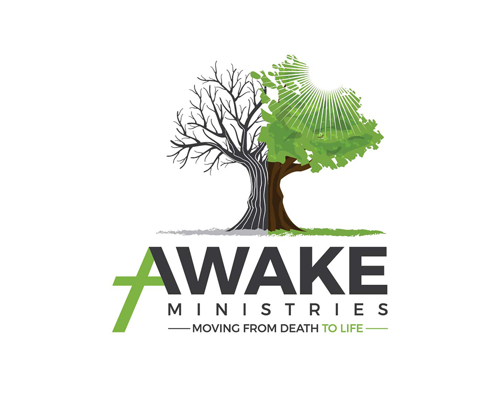 AWAKE
MINISTRIES
MOVING FROM DEATH TO LIFE